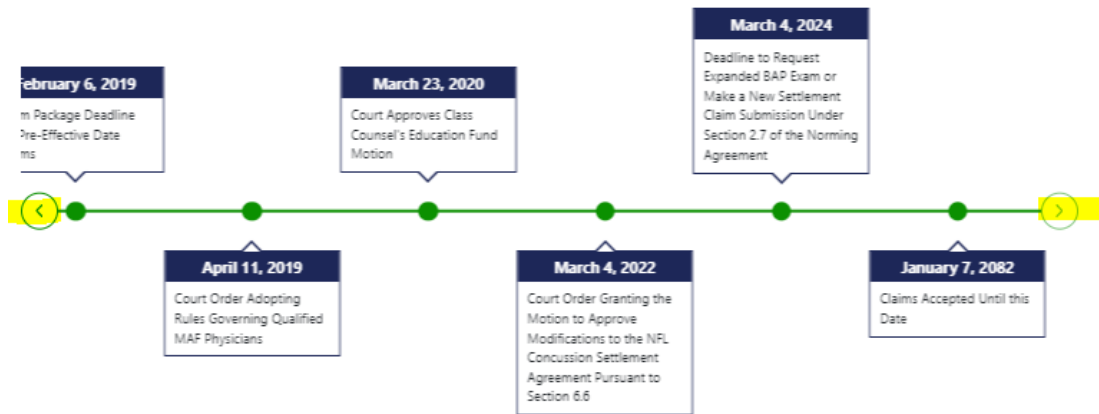 February 6, 2019
m Package Deadline
Pre-Effective Date
ms
April 11, 2019
Court Order Adopting
Rules Governing Qualified
MAF Physicians
March 23, 2020
Court Approves Class
Counsel's Education Fund
Motion
March 4, 2022
Court Order Granting the
Motion to Approve
Modifications to the NFL
Concussion Settlement
Agreement Pursuant to
Section 6.6
March 4, 2024
Deadline to Request
Expanded BAP Exam or
Make a New Settlement
Claim Submission Under
Section 2.7 of the Norming
Agreement
January 7, 2082
Claims Accepted Until this
Date